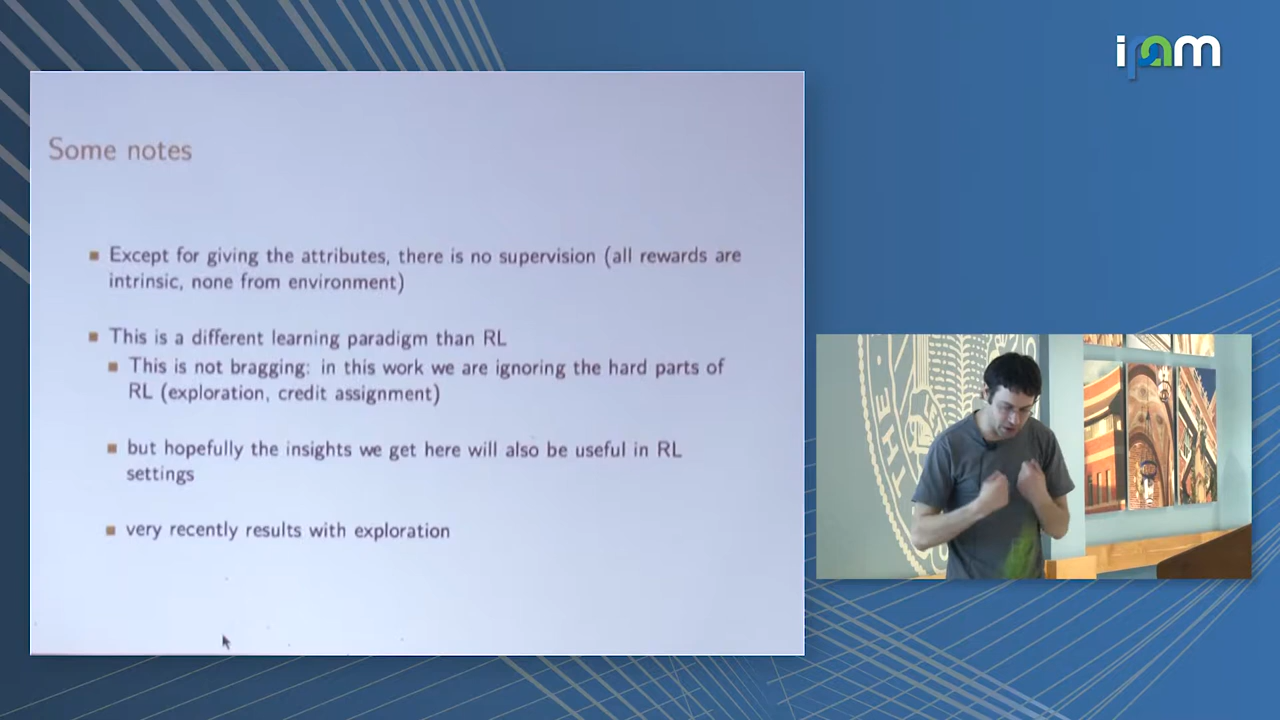 ipam
Some notes
Except for giving the attributes, there is no supervision (all rewards are
intrinsic, none from environment)
This is a different learning paradigm than RL
This is not bragging: in this work we are ignoring the hard parts of
RL (exploration, credit assignment)
but hopefully the insights we get here will also be useful in RL
settings
very recently results with exploration
THE